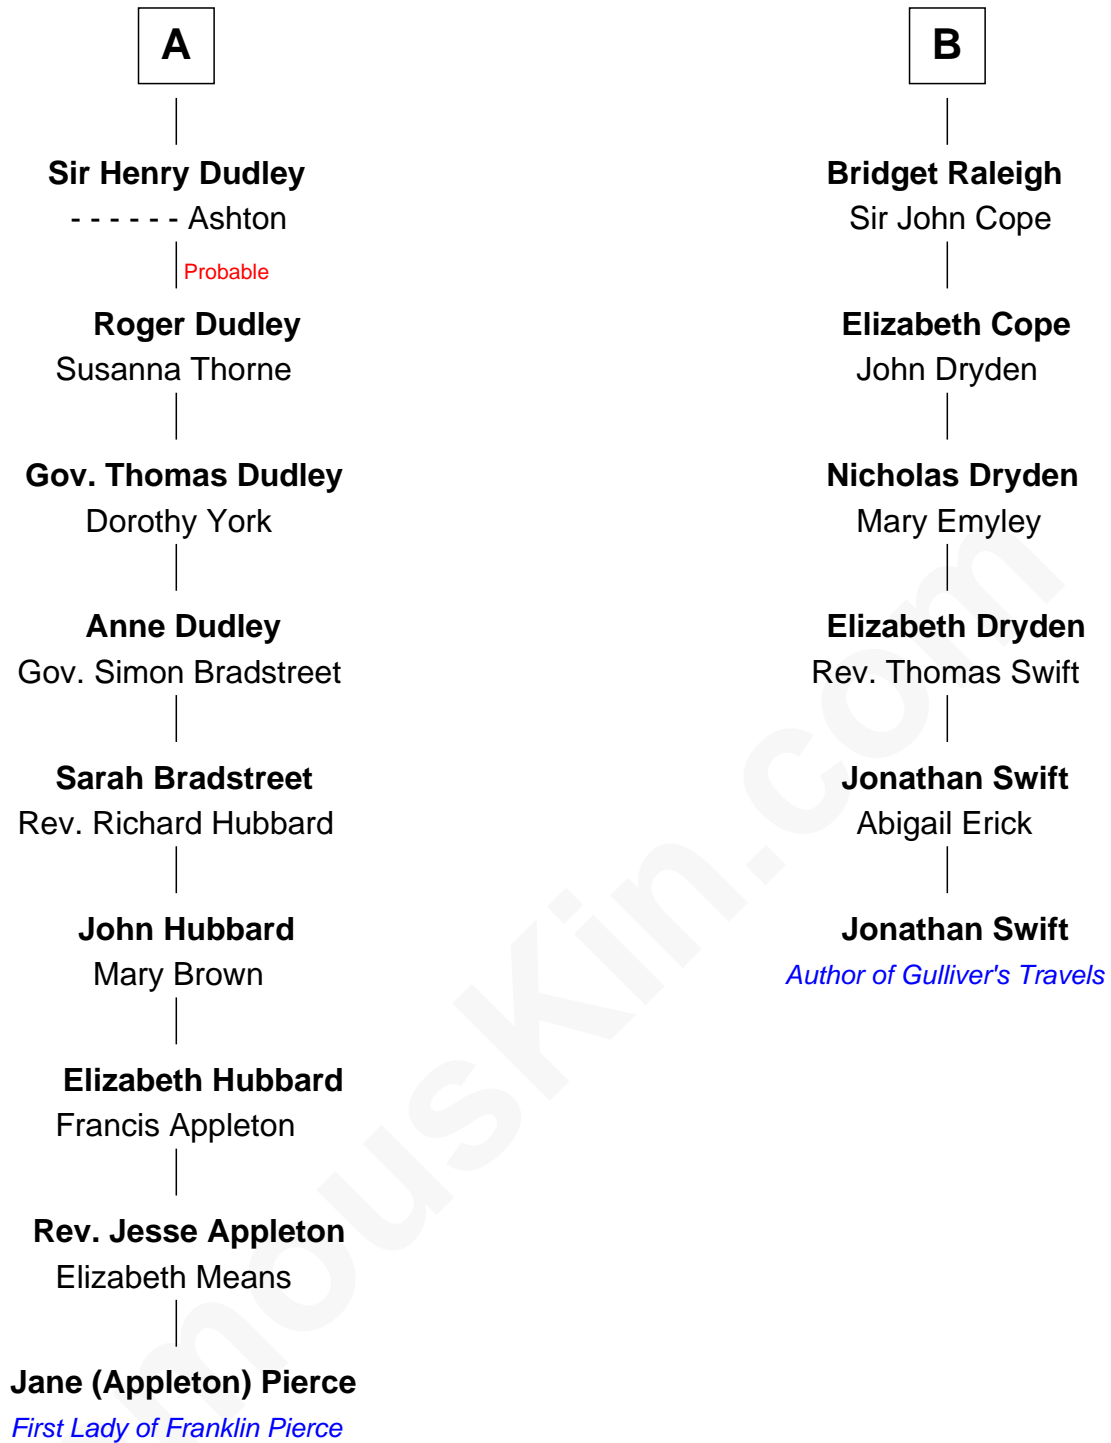 A
Sir Henry Dudley
- - - - - - Ashton
Probable
Roger Dudley
Susanna Thorne
Gov. Thomas Dudley
Dorothy York
Anne Dudley
Gov. Simon Bradstreet
Sarah Bradstreet
Rev. Richard Hubbard
John Hubbard
Mary Brown
Elizabeth Hubbard
Francis Appleton
Rev. Jesse Appleton
Elizabeth Means
Jane (Appleton) Pierce
First Lady of Franklin Pierce
B
Bridget Raleigh
Sir John Cope
Elizabeth Cope
John Dryden
Nicholas Dryden
Mary Emyley
Elizabeth Dryden
Rev. Thomas Swift
Jonathan Swift
Abigail Erick
Jonathan Swift
Author of Gulliver's Travels
mouskin.com